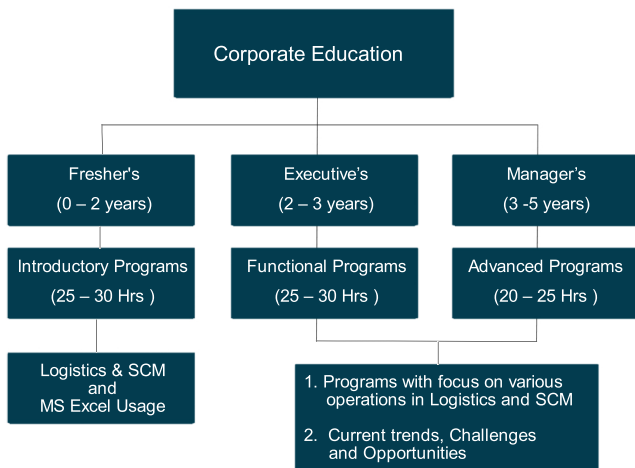 Corporate Education
Fresher's
(0 – 2 years)
Executive’s
(2 – 3 years)
Manager’s
(3 -5 years)
Introductory Programs
(25 – 30 Hrs )
Functional Programs
(25 – 30 Hrs )
Advanced Programs
(20 – 25 Hrs )
Logistics & SCM
and
MS Excel Usage
1. Programs with focus on various
operations in Logistics and SCM
2. Current trends, Challenges
and Opportunities